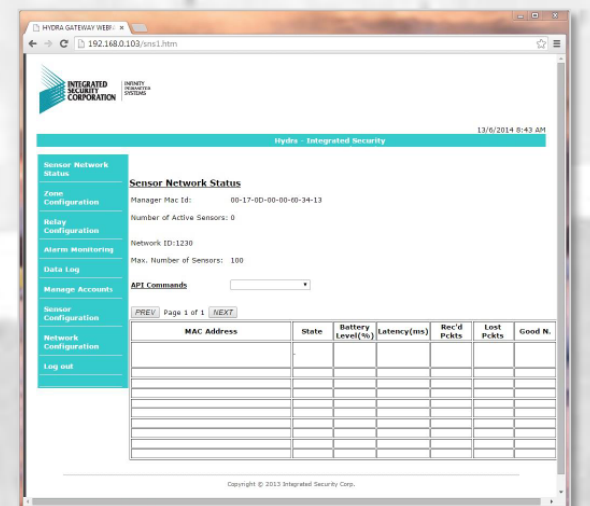 HYDRA GATEWAY WEBPA
192.168.0.103/sns1.htm
INTEGRATED
SECURITY
CORPORATION
INFINITY
PERIMETER
SYSTEMS
13/6/2014 8:43 AM
Hydra - Integrated Security
Sensor Network
Status
Zone
Configuration
Relay
Configuration
Alarm Monitoring
Data Log
Manage Accounts
Sensor
Configuration
Network
Configuration
Log out
Sensor Network Status
Manager Mac Id: 00-17-0D-00-00-60-34-13
Number of Active Sensors: 0
Network ID:1230
Max. Number of Sensors: 100
API Commands
PREV Page 1 of 1 NEXT
MAC Address State Battery Level(%) Latency(ms) Rec'd Pckts Lost Pckts Good N.
-
Copyright © 2013 Integrated Security Corp.